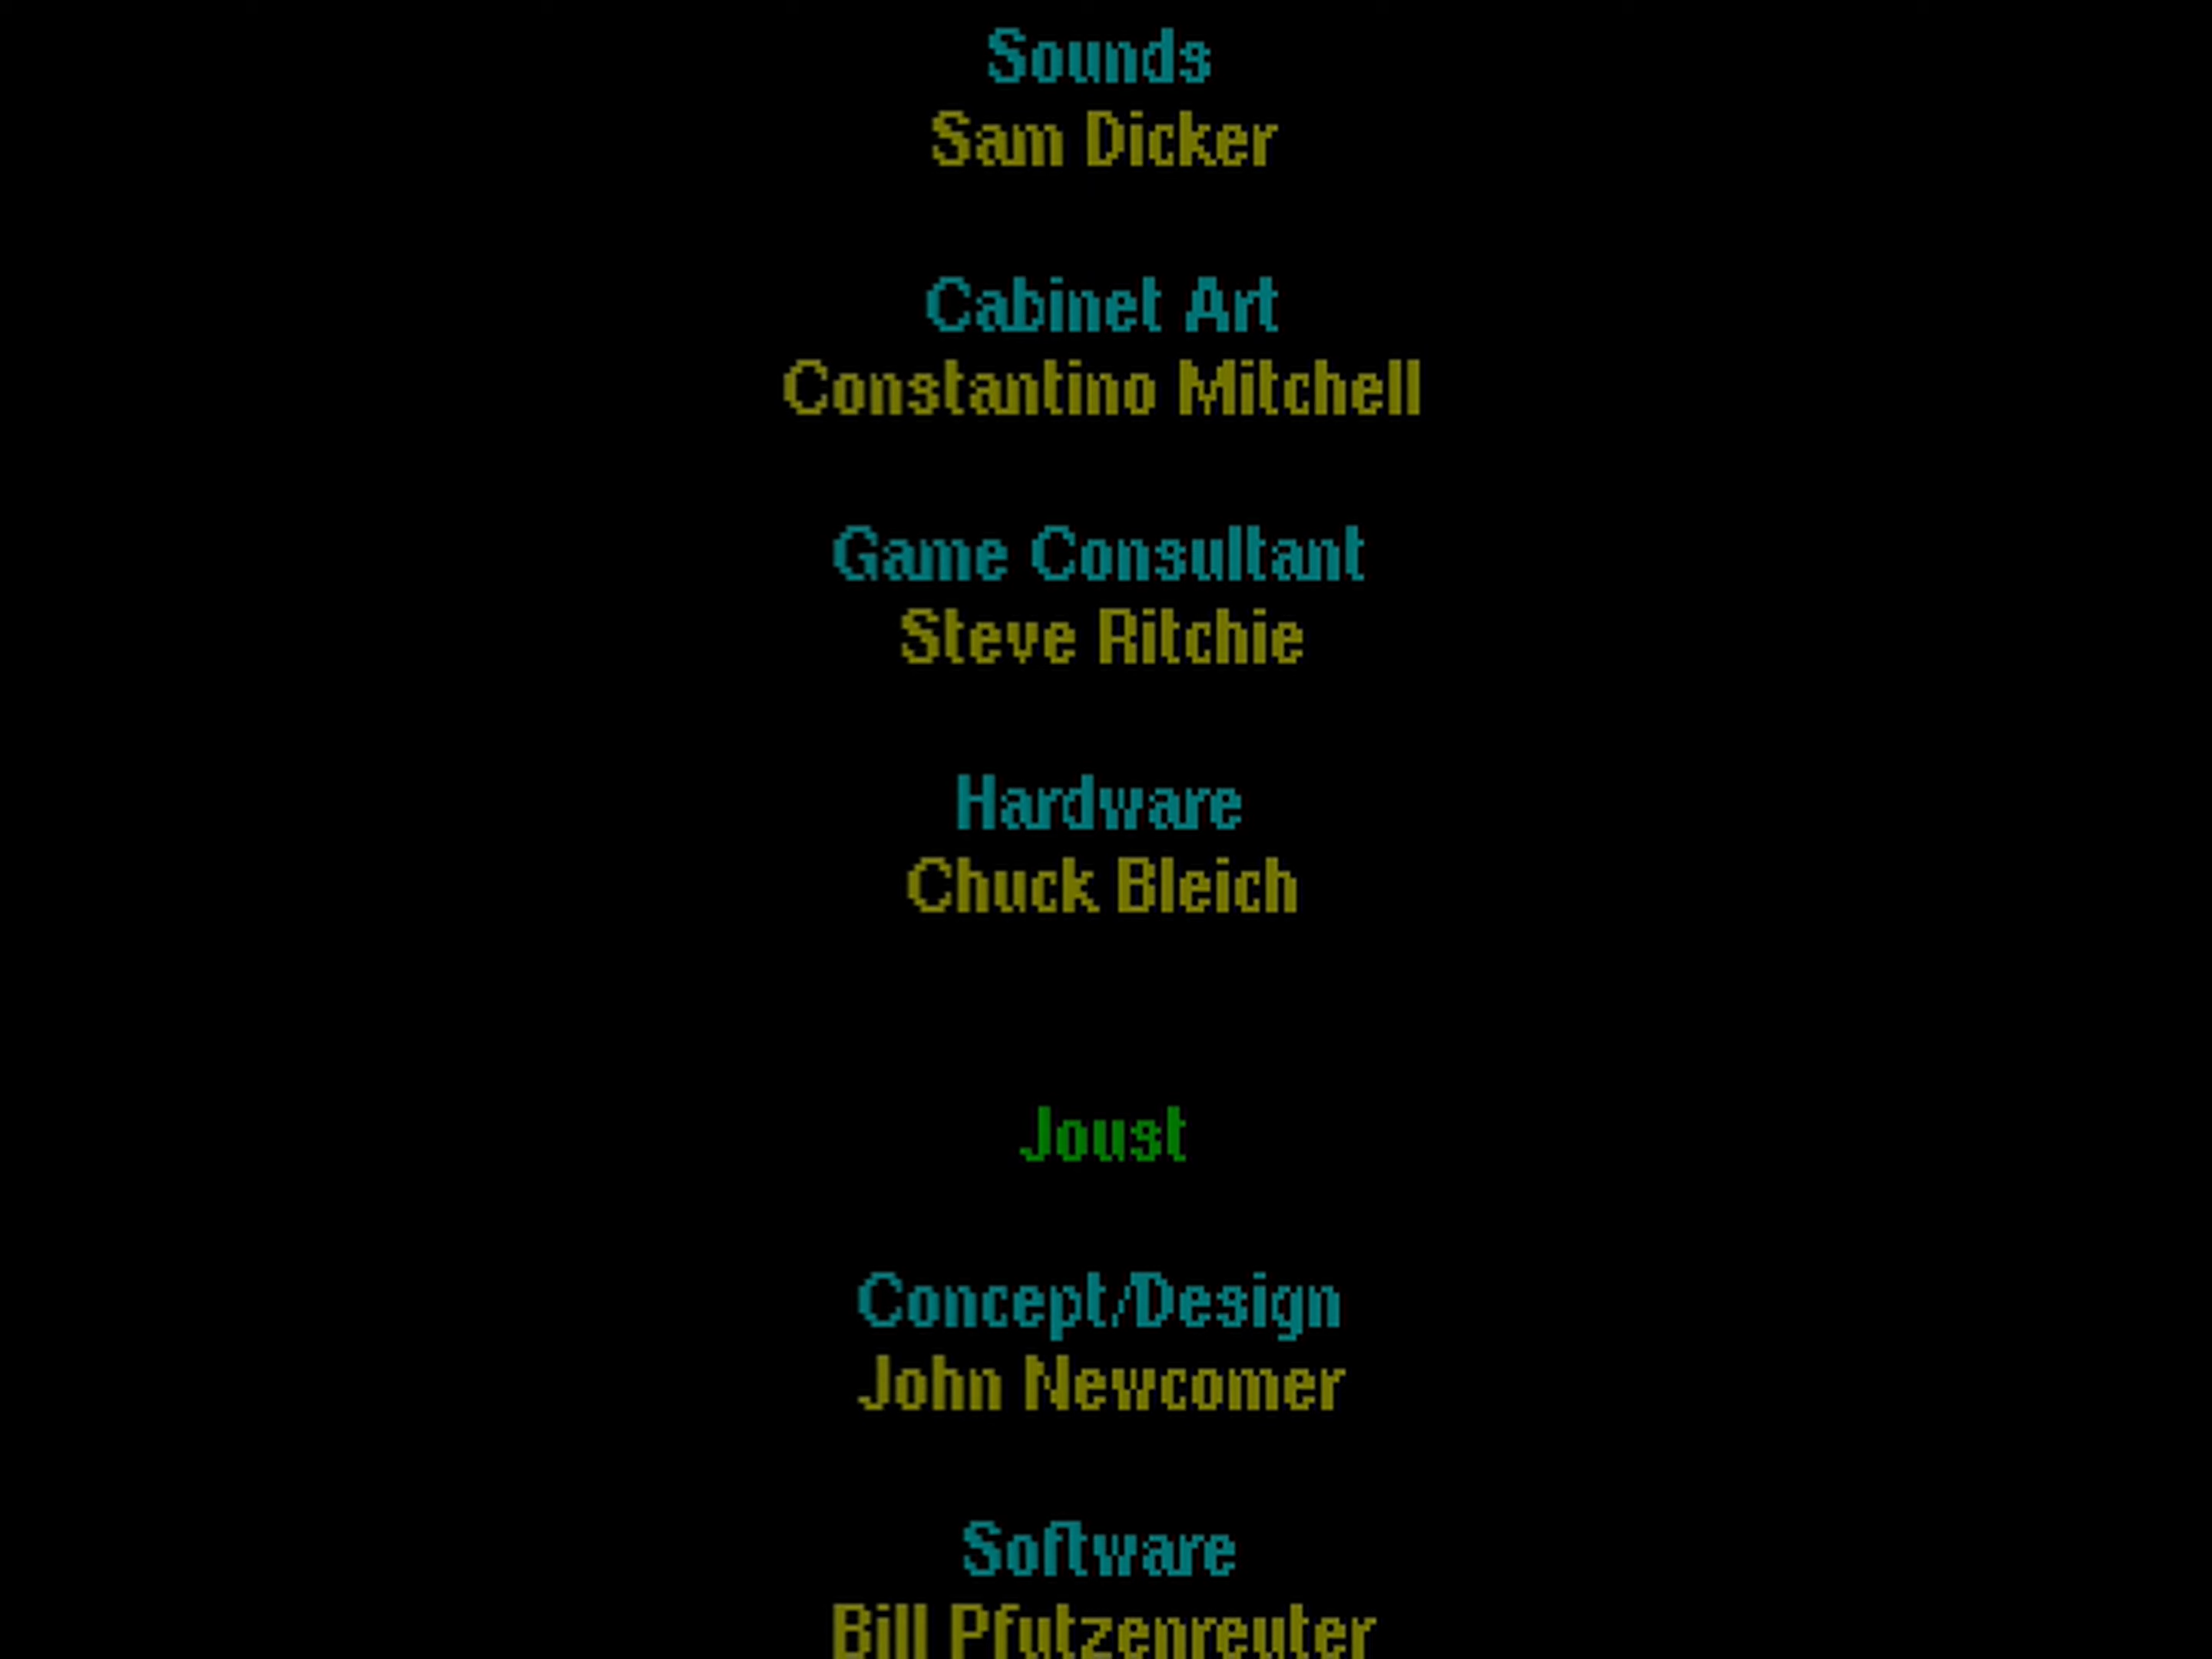 Sounds
Sam Dicker
Cabinet Art
Constantino Mitchell
Game Consultant
Steve Ritchie
Hardware
Chuck Bleich
Joust
Concept/Design
John Newcomer
Software
Bill Pfutzenreuter